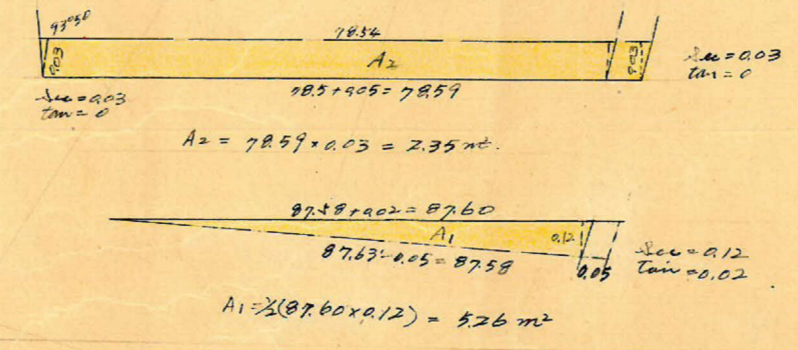 93°50
78.54
0.03
A2
0.03
Sec = 0.03
tan = 0
78.5 + 0.05 = 78.59
Sec = 0.03
tan = 0
A2 = 78.59 x 0.03 = 2.35 mt.
87.58 + 0.02 = 87.60
A1
0.12
87.63 - 0.05 = 87.58
0.05
Sec = 0.12
tan = 0.02
A1 = ½(87.60 x 0.12) = 5.26 m²